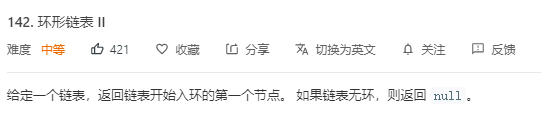 142. 环形链表 II
难度 中等 421 收藏 分享 切换为英文 关注 反馈
给定一个链表，返回链表开始入环的第一个节点。 如果链表无环，则返回 null。